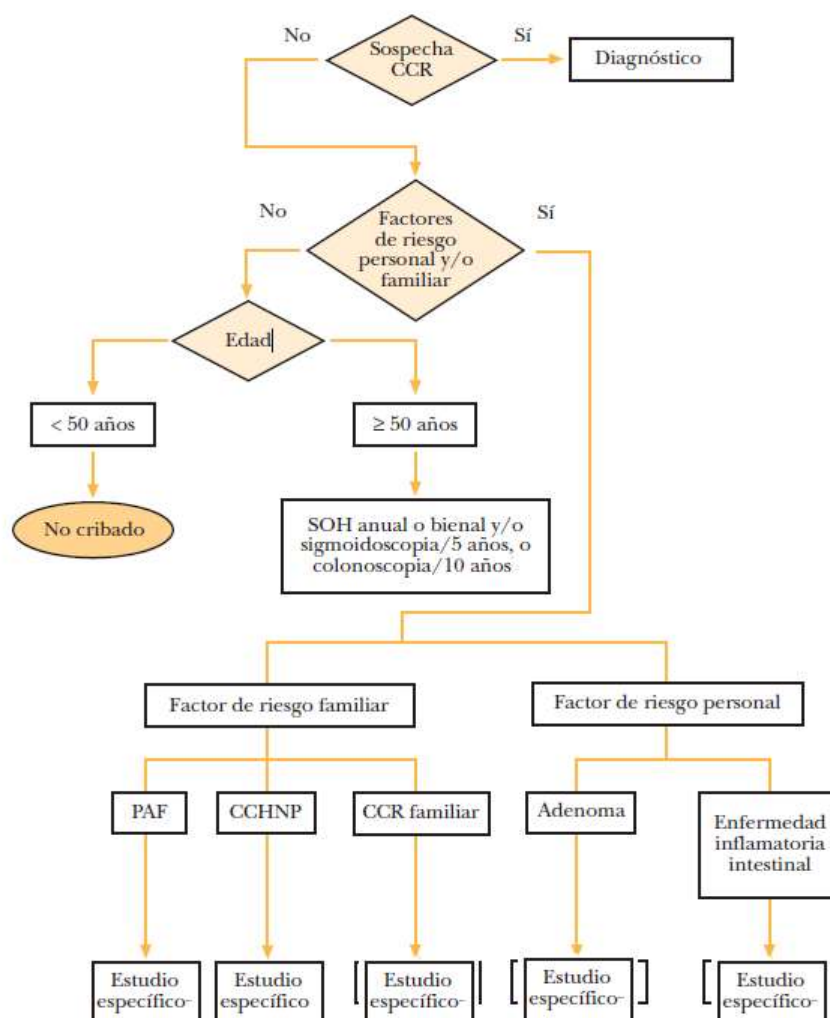 No
Sospecha
CCR
Sí
Diagnóstico
No
Factores
de riesgo
personal y/o
familiar
Sí
Edad
< 50 años
≥ 50 años
No cribado
SOH anual o bienal y/o
sigmoidoscopia/5 años, o
colonoscopia/10 años
Factor de riesgo familiar
Factor de riesgo personal
PAF
CCHNP
CCR familiar
Adenoma
Enfermedad
inflamatoria
intestinal
Estudio
específico-
Estudio
específico
Estudio
específico-
Estudio
específico-
Estudio
específico-